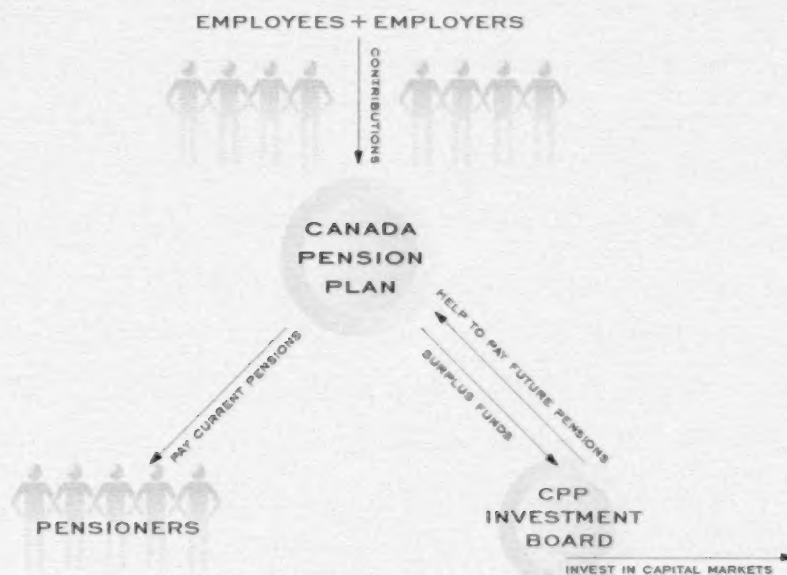 EMPLOYEES + EMPLOYERS
CONTRIBUTIONS
CANADA
PENSION
PLAN
PAY CURRENT PENSIONS
SURPLUS FUNDS
HELP TO PAY FUTURE PENSIONS
PENSIONERS
CPP
INVESTMENT
BOARD
INVEST IN CAPITAL MARKETS